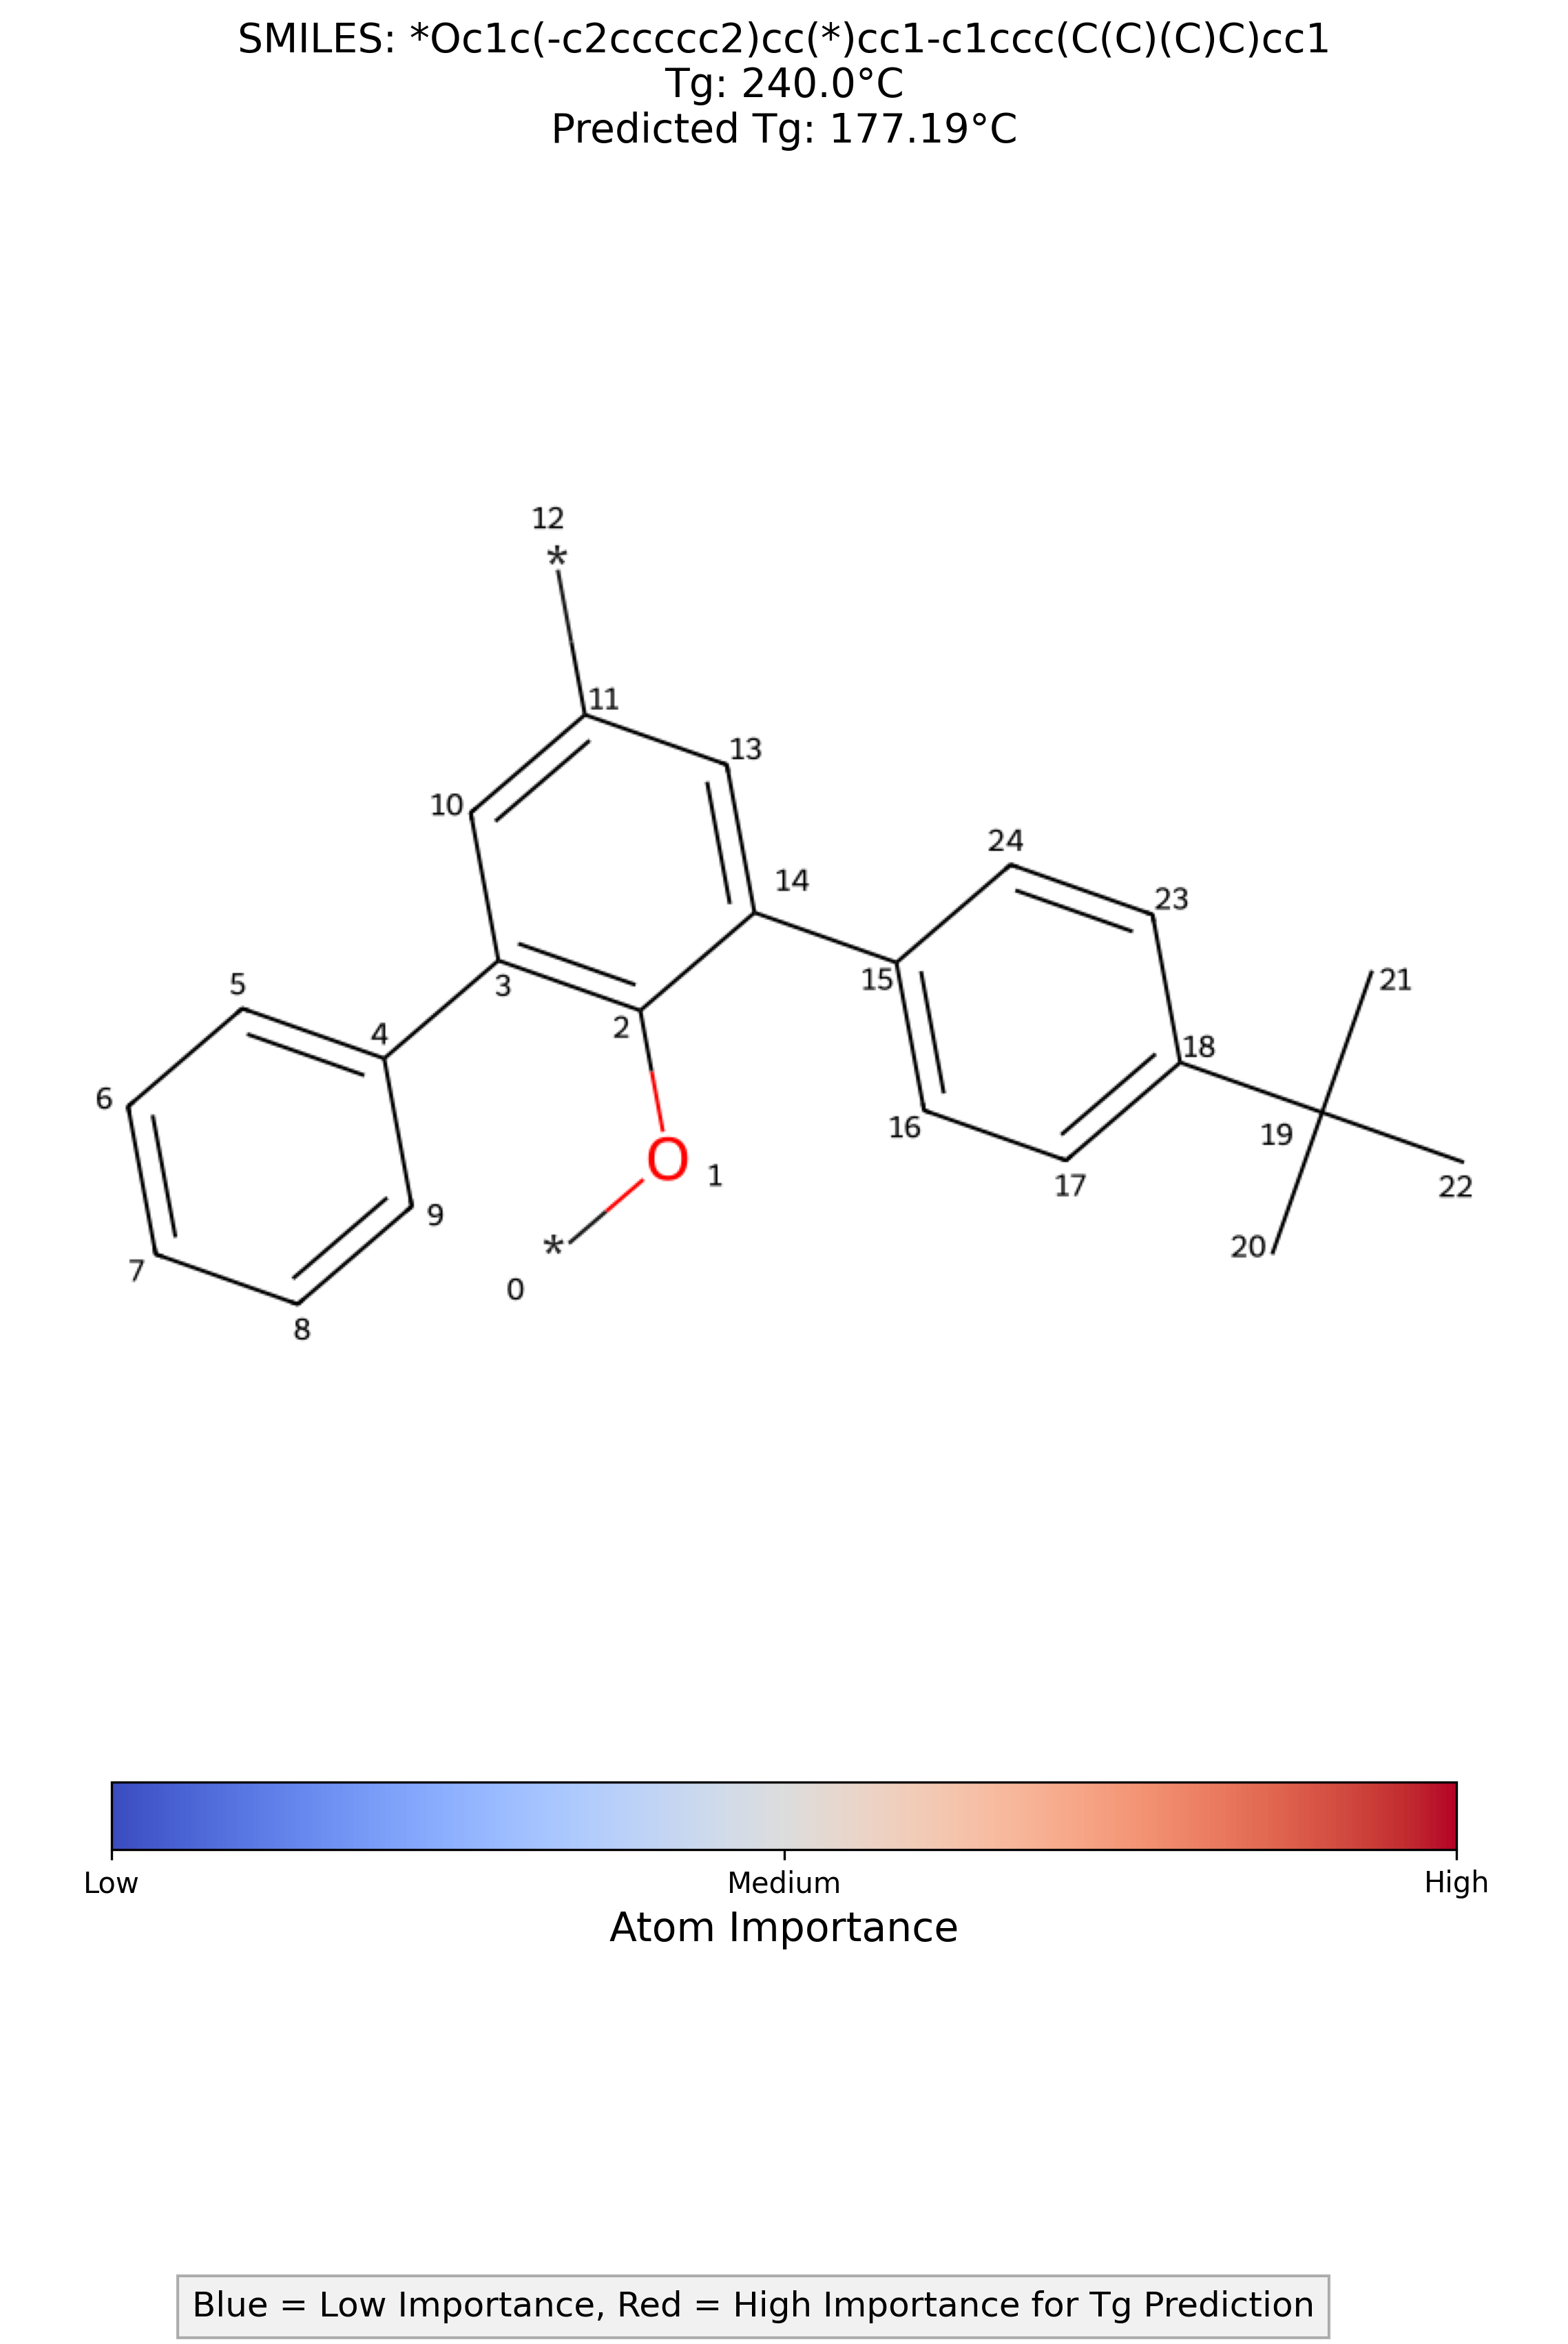 SMILES: *Oc1c(-c2ccccc2)cc(*)cc1-c1ccc(C(C)(C)C)cc1
Tg: 240.0°C
Predicted Tg: 177.19°C
12
*
11
13
10
24
14
23
3
15
21
5
2
4
18
6
16
19
O 1
17
22
9
*
20
7
0
8
Low
Medium
High
Atom Importance
Blue = Low Importance, Red = High Importance for Tg Prediction